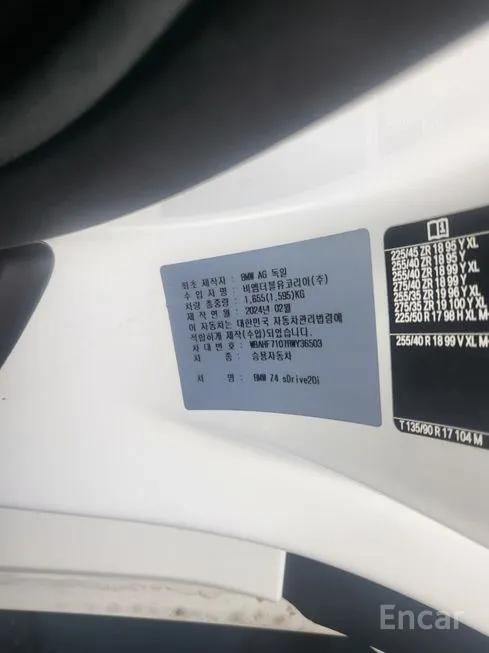 최초 제작자 : BMW AG 독일
수 입 자 명 : 비엠더블유코리아(주)
차량 총중량 : 1,655(1,595)KG
제 작 연 월 : 2024년 02월
이 자동차는 대한민국 자동차관리법령에
적합하게 제작(수입)되었습니다.
차 대 번 호 : WBAHF7107RWY36503
차 종 : 승용자동차
차 명 : BMW Z4 sDrive20i
225/45 ZR 18 95 Y XL
255/40 ZR 18 95 Y
255/40 ZR 18 99 Y XL
275/40 ZR 18 99 Y
255/35 ZR 19
275/35 ZR 19 100 Y XL
225/50 R 17 98 H XL
255/40 R 18 99 V XL
T 135/90 R 17 104 M
Encar